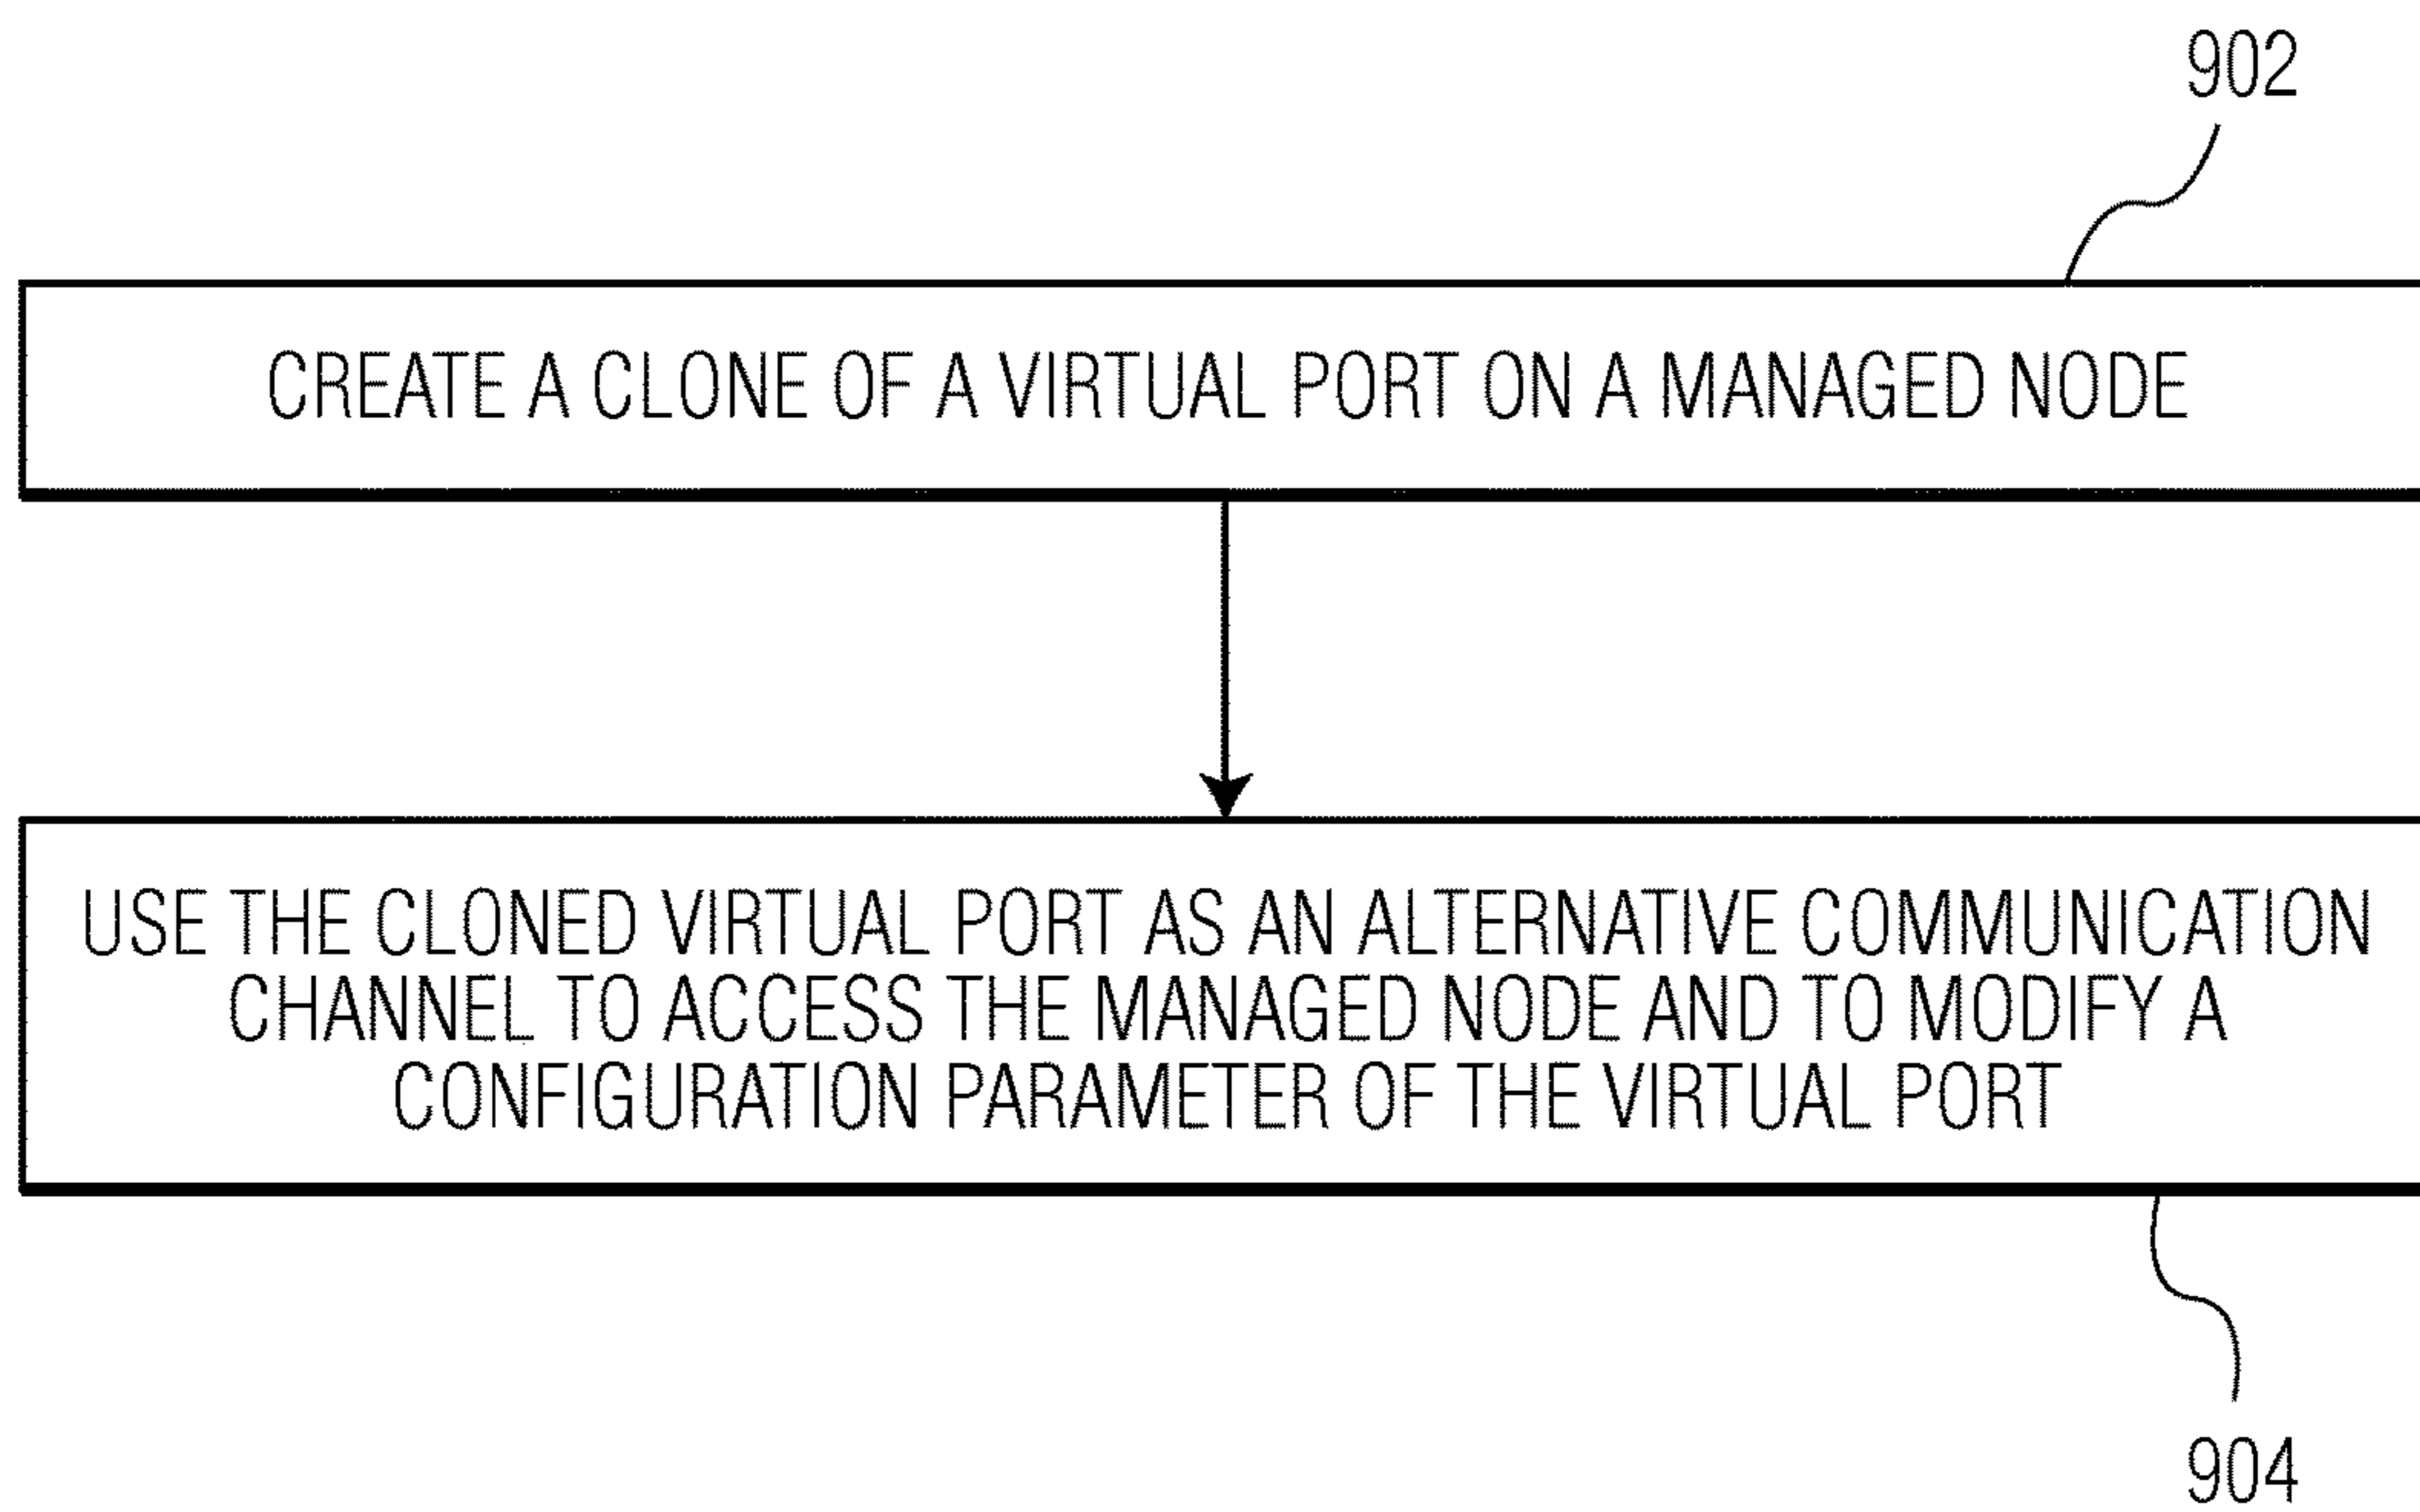 902
CREATE A CLONE OF A VIRTUAL PORT ON A MANAGED NODE
USE THE CLONED VIRTUAL PORT AS AN ALTERNATIVE COMMUNICATION
CHANNEL TO ACCESS THE MANAGED NODE AND TO MODIFY A
CONFIGURATION PARAMETER OF THE VIRTUAL PORT
904